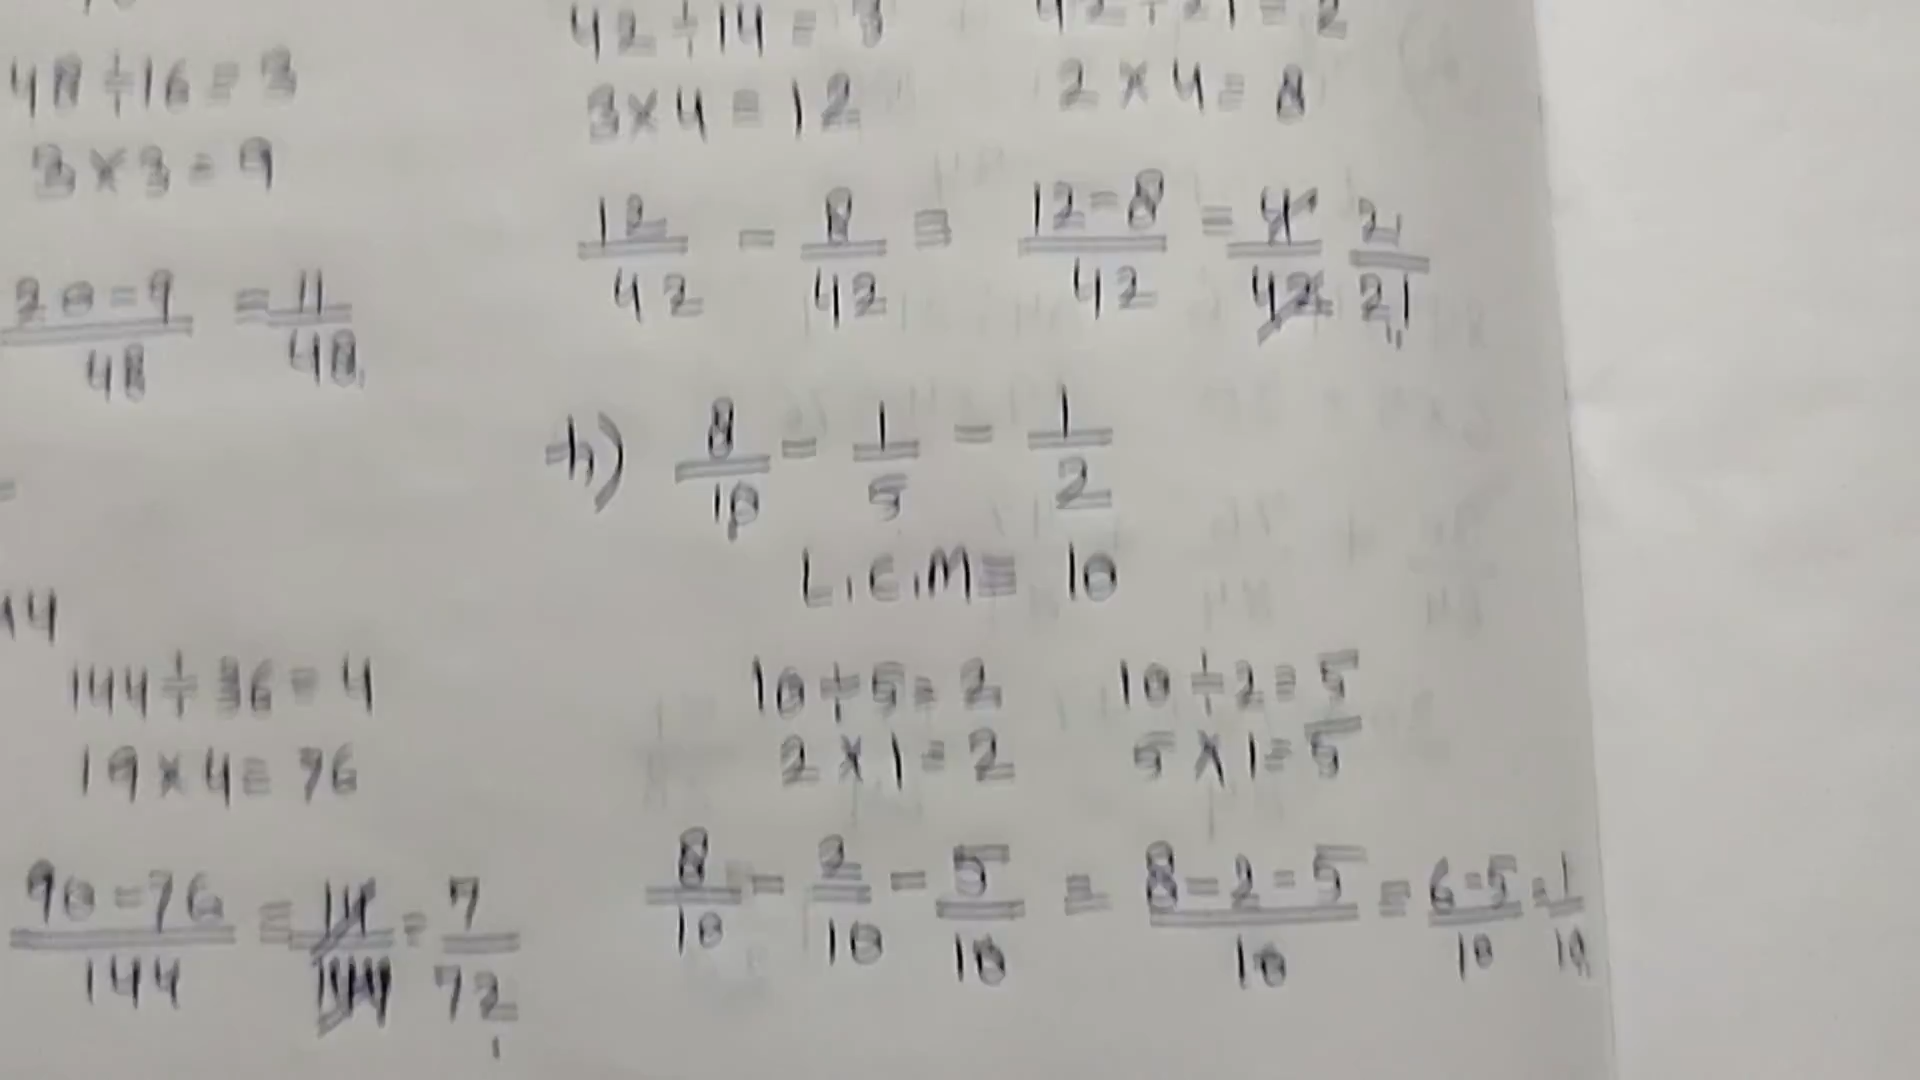 48 ÷ 16 = 3
3 × 3 = 9
20 - 9 / 48 = 11 / 48
144 ÷ 36 = 4
19 × 4 = 76
90 - 76 / 144 = 14 / 144 = 7 / 72
42 ÷ 14 = 3
42 ÷ 21 = 2
3 × 4 = 12
2 × 4 = 8
12 / 42 - 8 / 42 = 12 - 8 / 42 = 4 / 42 2 / 21
h) 8 / 10 - 1 / 5 - 1 / 2
L.C.M = 10
10 ÷ 5 = 2
10 ÷ 2 = 5
2 × 1 = 2
5 × 1 = 5
8 / 10 - 2 / 10 - 5 / 10 = 8 - 2 - 5 / 10 = 6 - 5 / 10 = 1 / 10